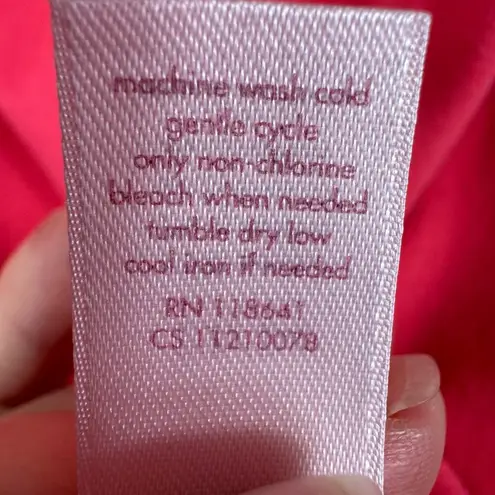 machine wash cold
gentle cycle
only non-chlorine
bleach when needed
tumble dry low
cool iron if needed
RN 118641
CS 11210078